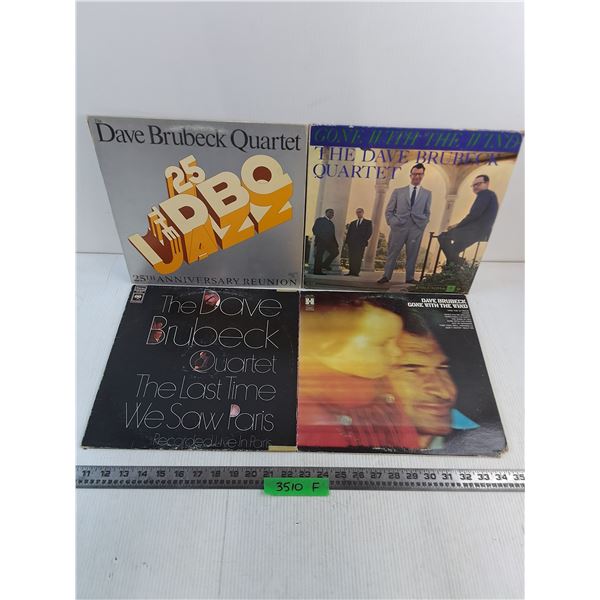 The
Dave Brubeck Quartet
25
THE DBQ
JAZZ
25TH ANNIVERSARY REUNION
GONE WITH THE WIND
THE DAVE BRUBECK
QUARTET
The Dave
Brubeck
Quartet
The Last Time
We Saw Paris
Recorded Live In Paris
H
DAVE BRUBECK
GONE WITH THE WIND
11 12 13 14 15 16 17 18 19 20 21 22 23 24 25 26 27 28 29 30 31 32 33 34 35
3510 F